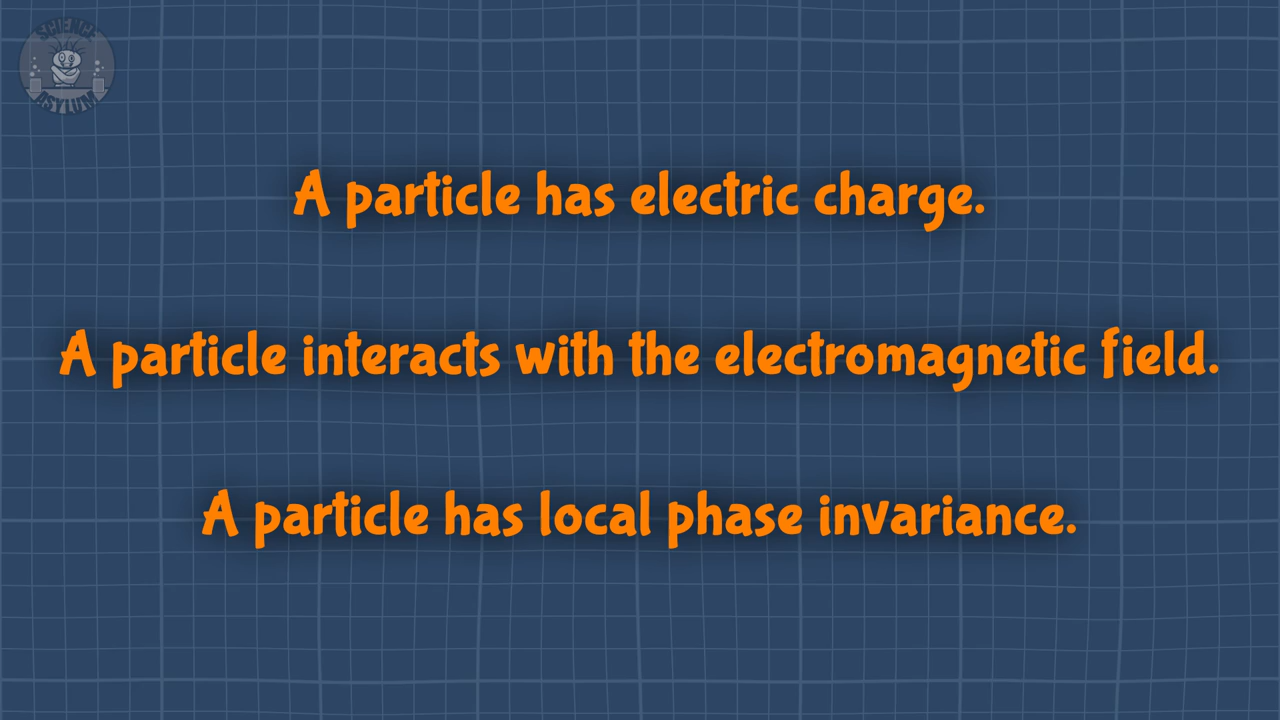 SCIENCE
ASYLUM
A particle has electric charge.
A particle interacts with the electromagnetic field.
A particle has local phase invariance.